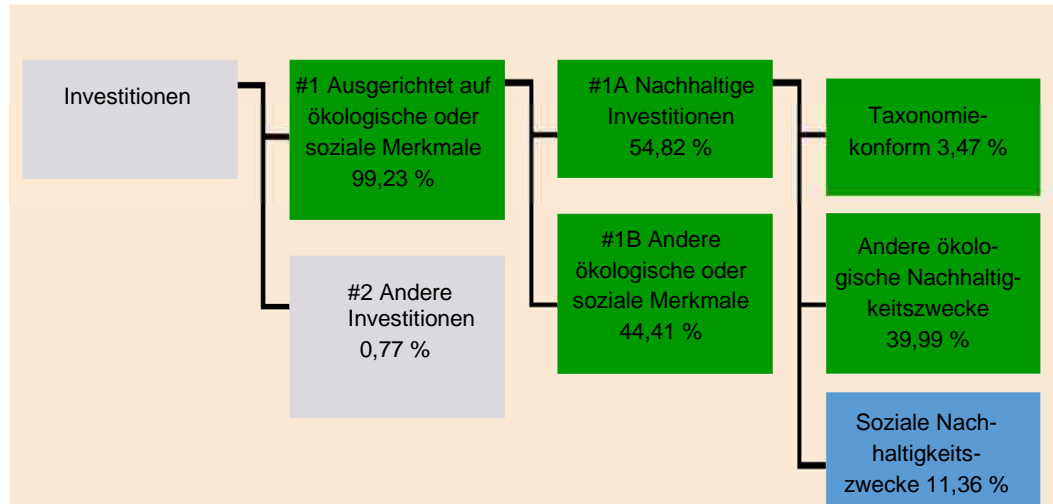 Investitionen
#1 Ausgerichtet auf
ökologische oder
soziale Merkmale
99,23 %
#2 Andere
Investitionen
0,77 %
#1A Nachhaltige
Investitionen
54,82 %
#1B Andere
ökologische oder
soziale Merkmale
44,41 %
Taxonomie-
konform 3,47 %
Andere ökolo-
gische Nachhaltig-
keitszwecke
39,99 %
Soziale Nach-
haltigkeits-
zwecke 11,36 %